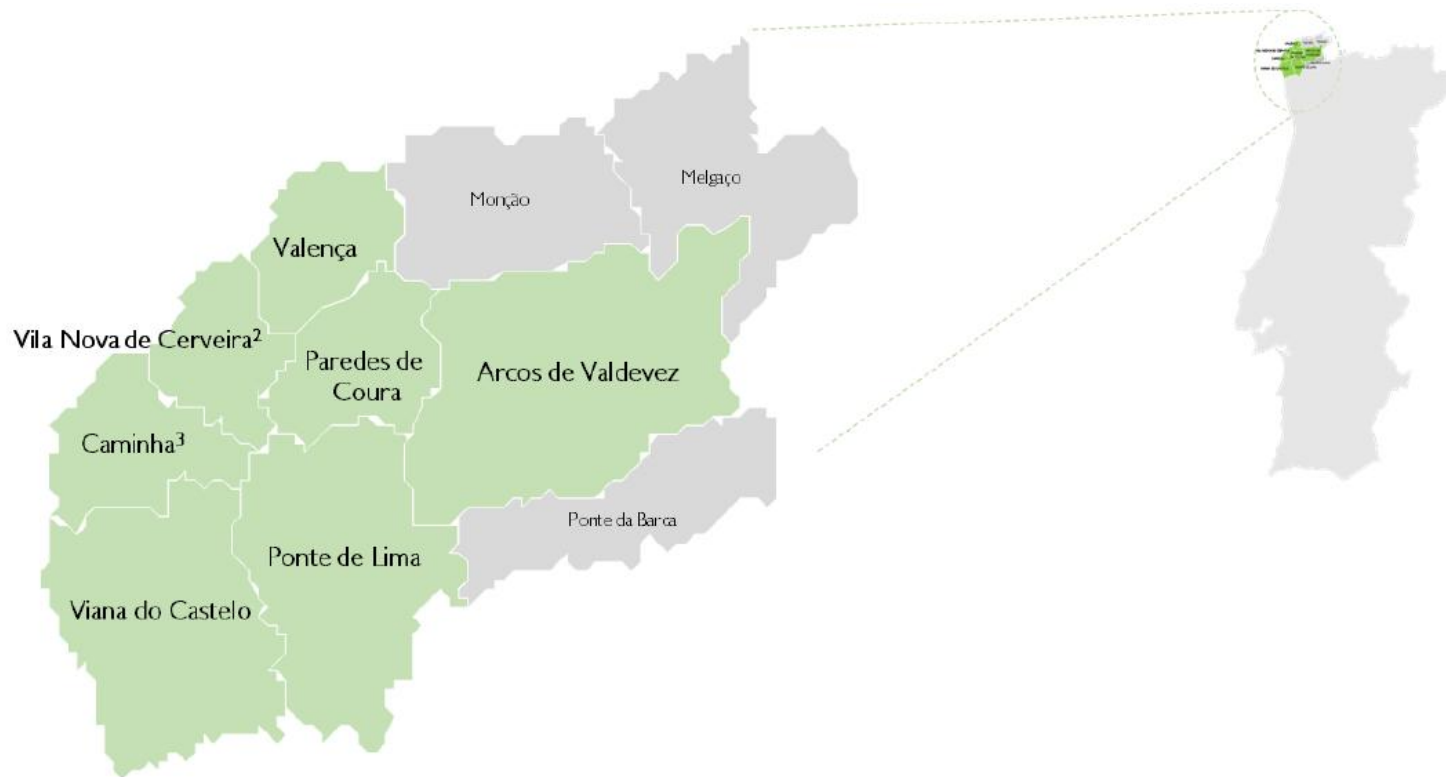 Melgaço
Monção
Valença
Vila Nova de Cerveira²
Paredes de
Coura
Arcos de Valdevez
Caminha³
Ponte da Barca
Ponte de Lima
Viana do Castelo